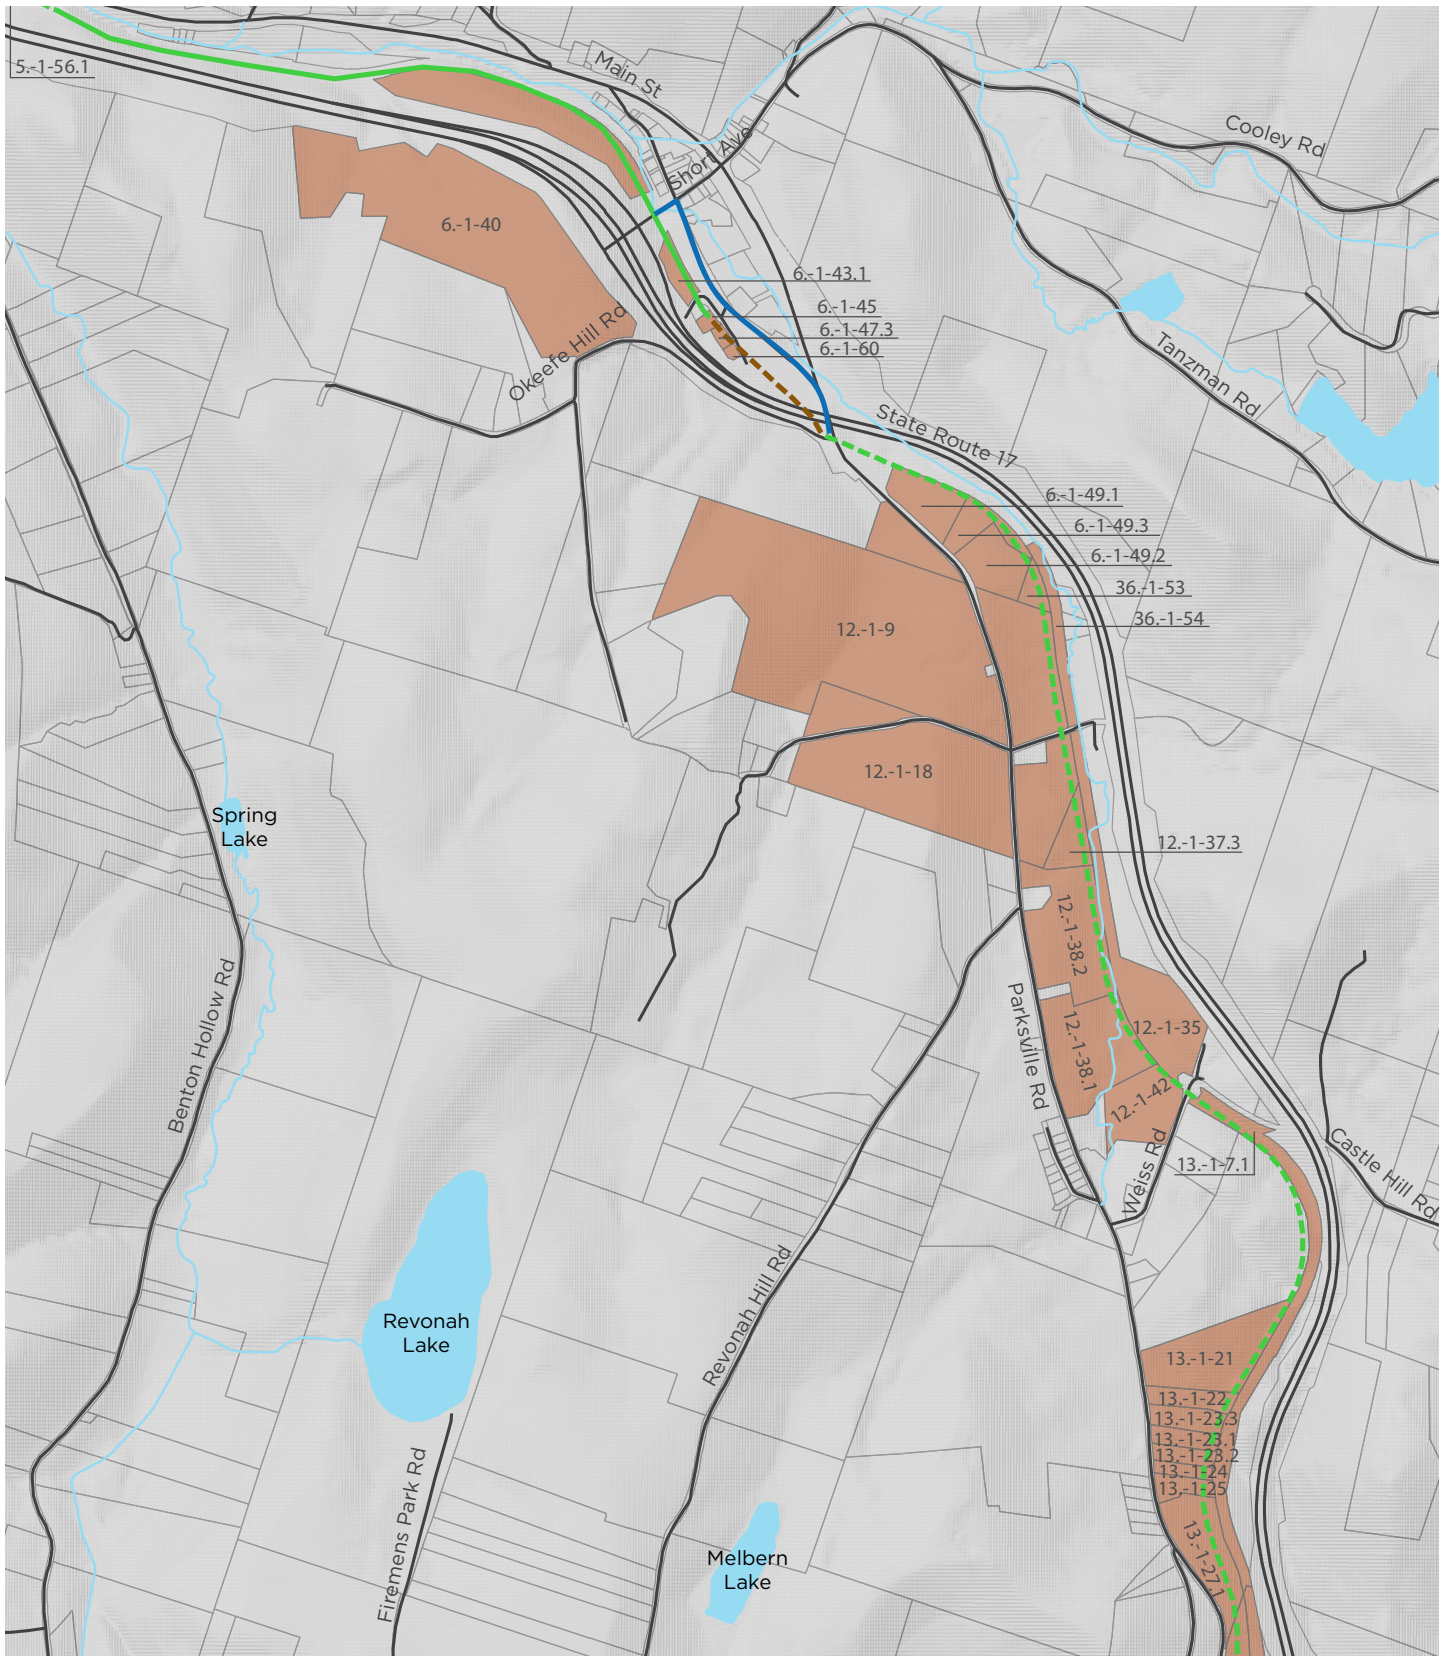 5.-1-56.1
Main St
Cooley Rd
Short Ave
6.-1-40
6.-1-43.1
6.-1-45
6.-1-47.3
6.-1-60
Okeefe Hill Rd
Tanzman Rd
State Route 17
6.-1-49.1
6.-1-49.3
6.-1-49.2
36.-1-53
36.-1-54
12.-1-9
12.-1-18
Spring
Lake
12.-1-37.3
12.-1-38.2
Benton Hollow Rd
Parksville Rd
12.-1-38.1
12.-1-35
12.-1-42
Weiss Rd
13.-1-7.1
Castle Hill Rd
Revonah
Lake
Revonah Hill Rd
13.-1-21
13.-1-22
13.-1-23.3
13.-1-23.1
13.-1-23.2
13.-1-24
13.-1-25
13.-1-27.1
Firemens Park Rd
Melbern
Lake